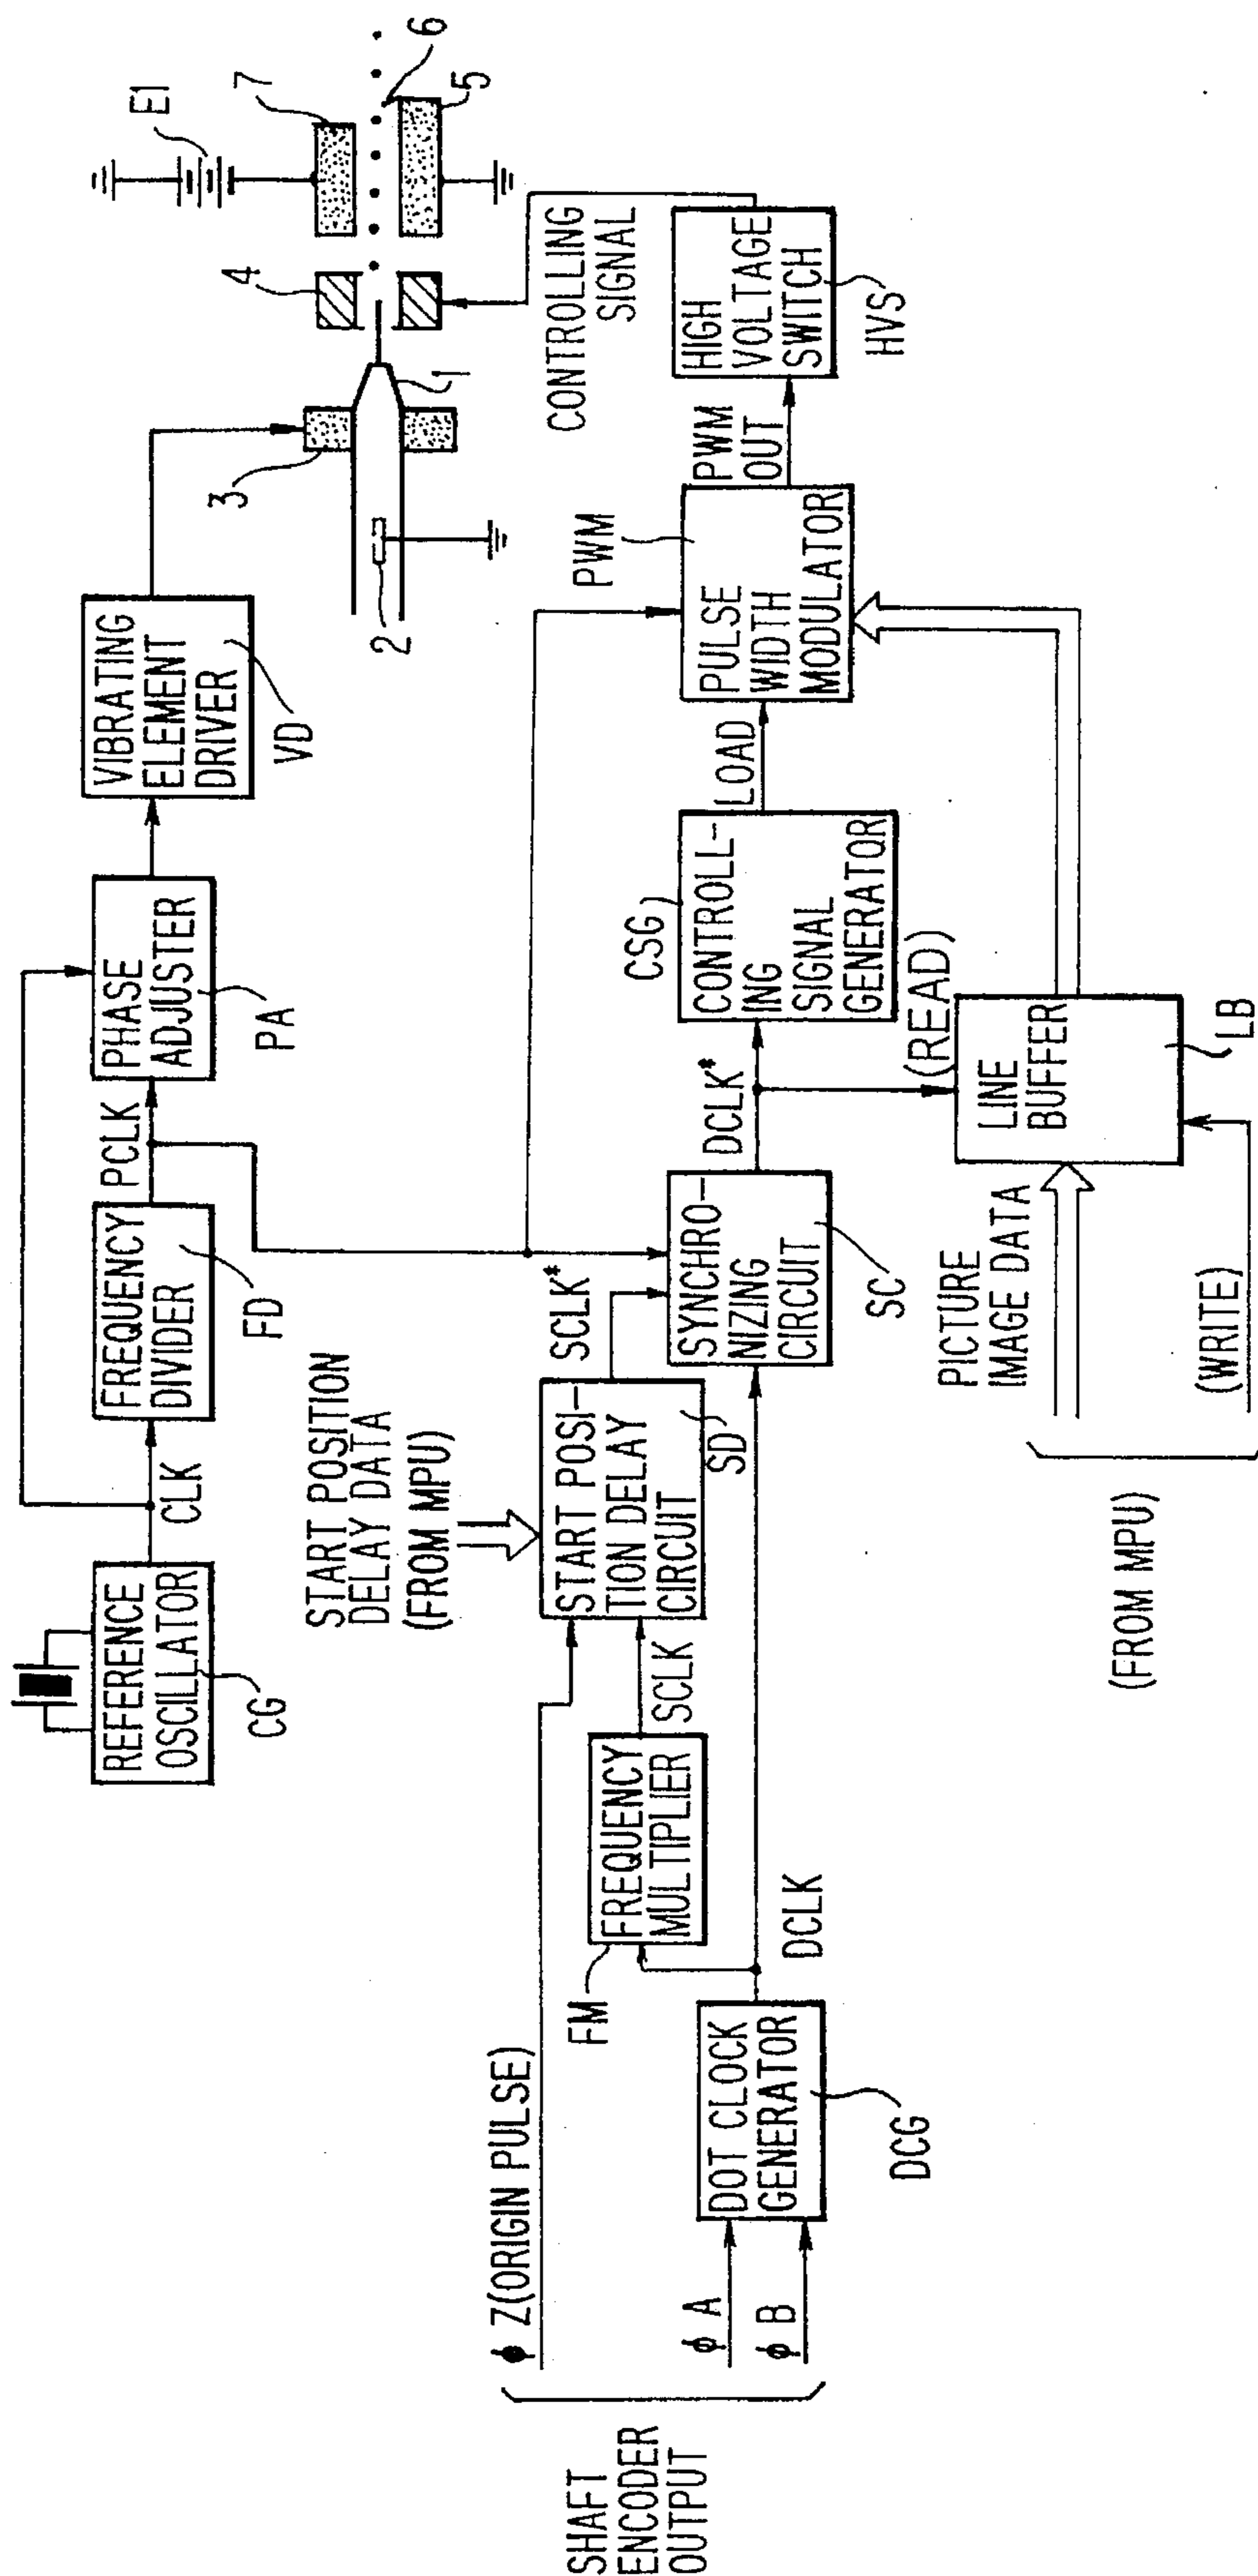 REFERENCE
OSCILLATOR
CG
CLK
FREQUENCY
DIVIDER
FD
PCLK
PHASE
ADJUSTER
PA
VIBRATING
ELEMENT
DRIVER
VD
3
2
1
4
7
E1
6
5
START POSITION
DELAY DATA
(FROM MPU)
SHAFT
ENCODER
OUTPUT
ϕ Z(ORIGIN PULSE)
ϕ A
ϕ B
DOT CLOCK
GENERATOR
DCG
DCLK
FM
FREQUENCY
MULTIPLIER
SCLK
START POSI-
TION DELAY
CIRCUIT
SD
SCLK*
SYNCHRO-
NIZING
CIRCUIT
SC
DCLK*
CSG
CONTROLL-
ING
SIGNAL
GENERATOR
LOAD
PWM
PULSE
WIDTH
MODULATOR
PWM
OUT
HIGH
VOLTAGE
SWITCH
HVS
CONTROLLING
SIGNAL
(READ)
LINE
BUFFER
LB
PICTURE
IMAGE DATA
(WRITE)
(FROM MPU)